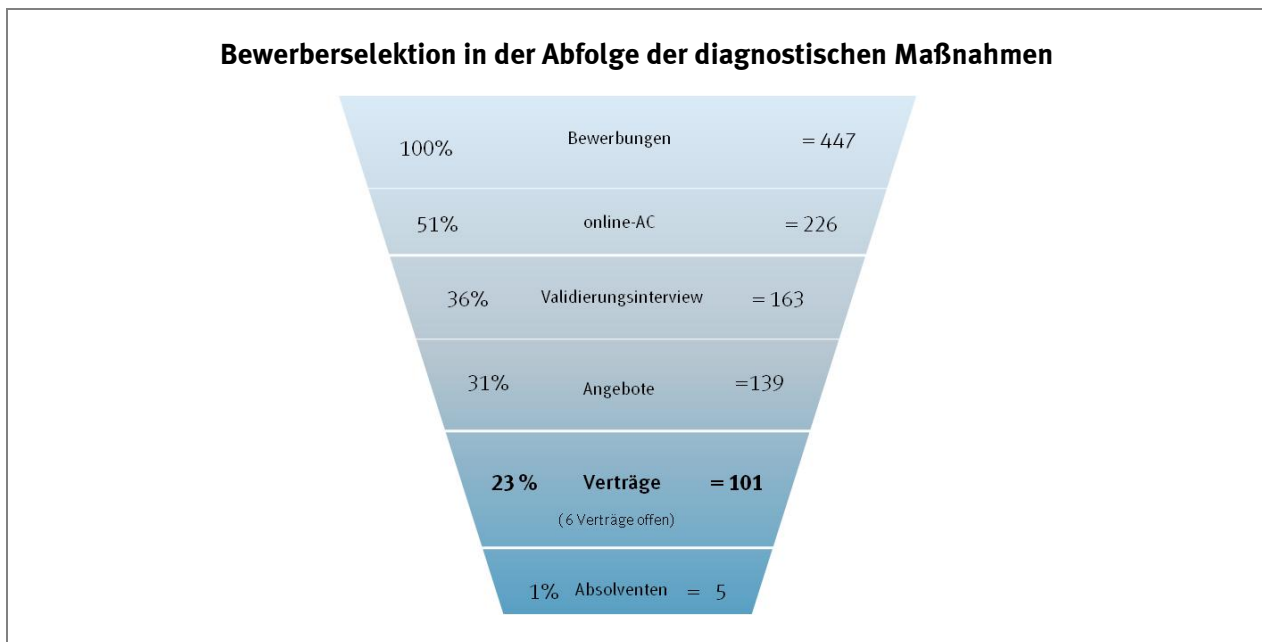 Bewerberselektion in der Abfolge der diagnostischen Maßnahmen
100% Bewerbungen = 447
51% online-AC = 226
36% Validierungsinterview = 163
31% Angebote =139
23 % Verträge = 101
( 6 Verträge offen)
1% Absolventen = 5